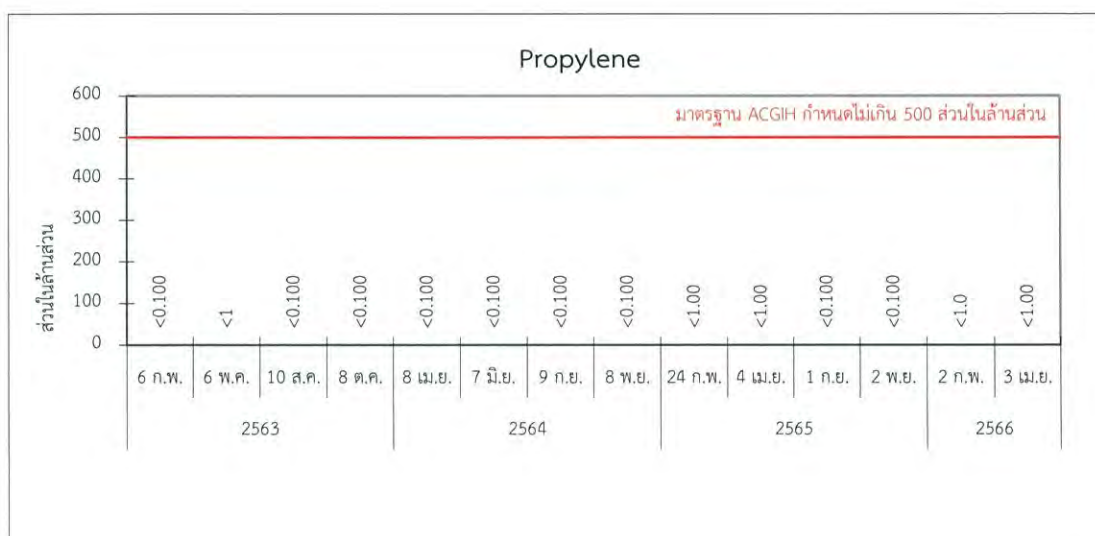 Propylene
600
มาตรฐาน ACGIH กำหนดไม่เกิน 500 ส่วนในล้านส่วน
500
400
300
200
100
0
ส่วนในล้านส่วน
<0.100 <1 <0.100 <0.100 <0.100 <0.100 <0.100 <0.100 <1.00 <1.00 <0.100 <0.100 <1.0 <1.00
6 ก.พ. 6 พ.ค. 10 ส.ค. 8 ต.ค. 8 เม.ย. 7 มิ.ย. 9 ก.ย. 8 พ.ย. 24 ก.พ. 4 เม.ย. 1 ก.ย. 2 พ.ย. 2 ก.พ. 3 เม.ย.
2563 2564 2565 2566